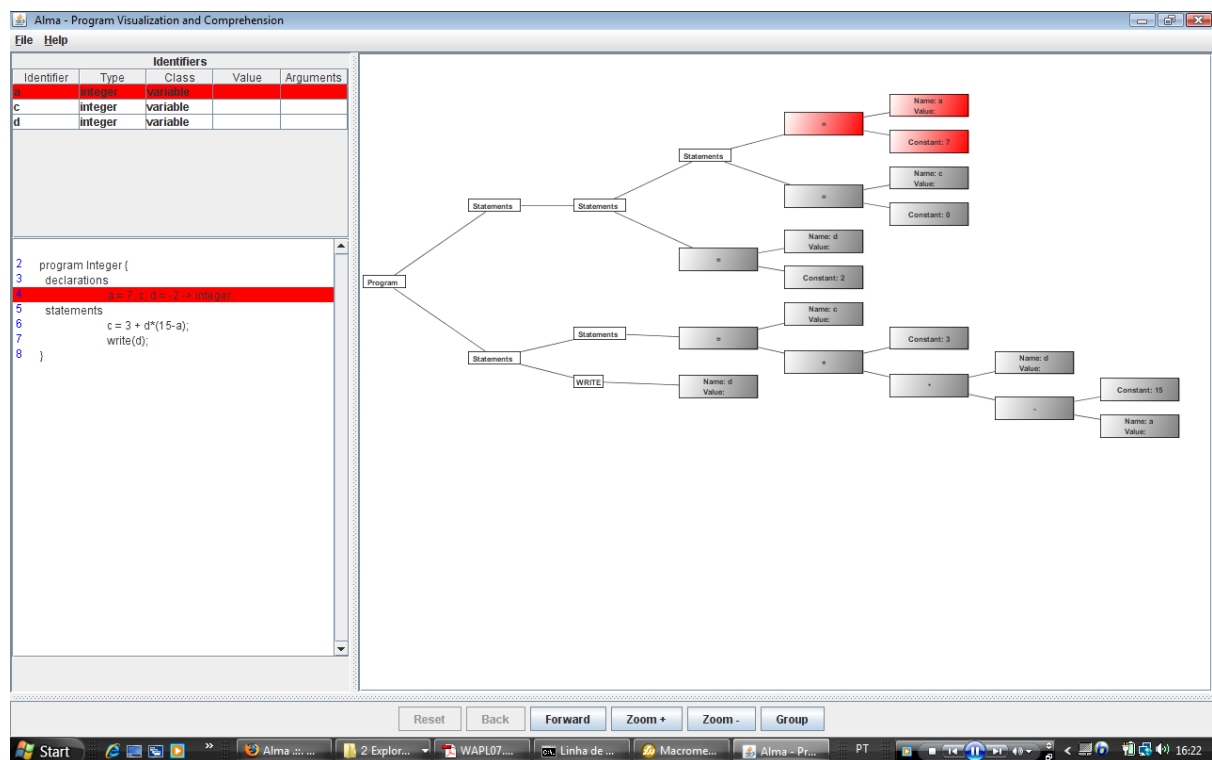 Alma - Program Visualization and Comprehension
File Help
Identifiers
Identifier Type Class Value Arguments
a integer variable
c integer variable
d integer variable
2 program Integer {
3 declarations
4 a = 7, c, d = -2 -> Integer;
5 statements
6 c = 3 + d*(15-a);
7 write(d);
8 }
Program
Statements
Statements
Statements
=
Name: a
Value:
Constant: 7
=
Name: c
Value:
Constant: 0
=
Name: d
Value:
Constant: 2
Statements
Statements
=
Name: c
Value:
+
Constant: 3
*
Name: d
Value:
-
Constant: 15
Name: a
Value:
WRITE
Name: d
Value:
Reset Back Forward Zoom + Zoom - Group
Start » Alma .::. ... 2 Explor... WAPL07.... Linha de ... Macrome... Alma - Pr... PT < 16:22